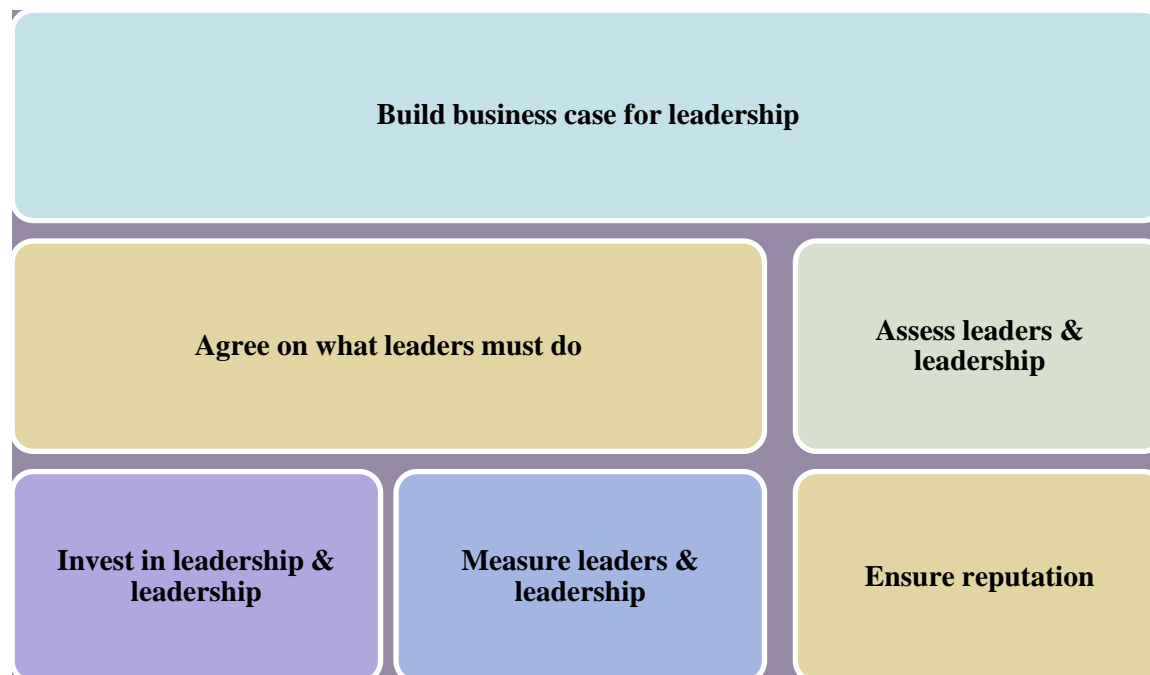 Build business case for leadership
Agree on what leaders must do
Assess leaders &
leadership
Invest in leadership &
leadership
Measure leaders &
leadership
Ensure reputation